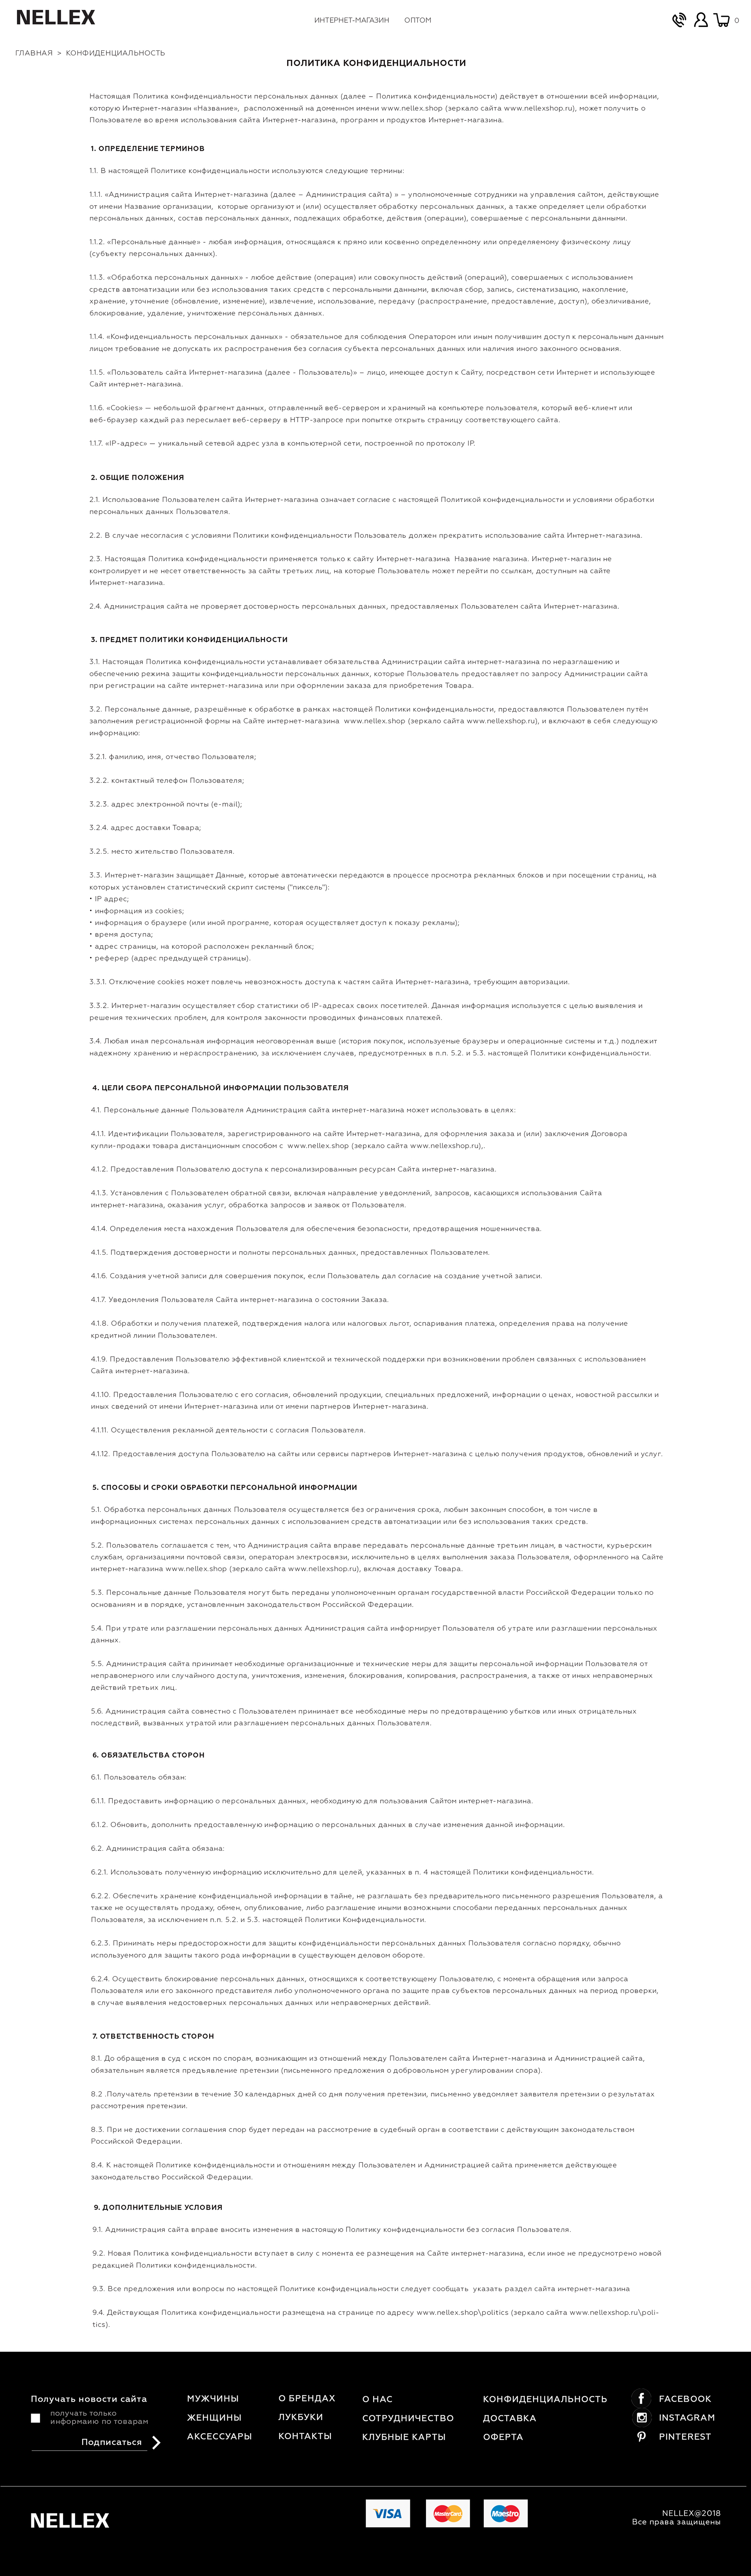 NELLEX
ИНТЕРНЕТ-МАГАЗИН ОПТОМ
0
ГЛАВНАЯ > КОНФИДЕНЦИАЛЬНОСТЬ
ПОЛИТИКА КОНФИДЕНЦИАЛЬНОСТИ
Настоящая Политика конфиденциальности персональных данных (далее – Политика конфиденциальности) действует в отношении всей информации,
которую Интернет-магазин «Название», расположенный на доменном имени www.nellex.shop (зеркало сайта www.nellexshop.ru), может получить о
Пользователе во время использования сайта Интернет-магазина, программ и продуктов Интернет-магазина.
1. ОПРЕДЕЛЕНИЕ ТЕРМИНОВ
1.1. В настоящей Политике конфиденциальности используются следующие термины:
1.1.1. «Администрация сайта Интернет-магазина (далее – Администрация сайта) » – уполномоченные сотрудники на управления сайтом, действующие
от имени Название организации, которые организуют и (или) осуществляет обработку персональных данных, а также определяет цели обработки
персональных данных, состав персональных данных, подлежащих обработке, действия (операции), совершаемые с персональными данными.
1.1.2. «Персональные данные» - любая информация, относящаяся к прямо или косвенно определенному или определяемому физическому лицу
(субъекту персональных данных).
1.1.3. «Обработка персональных данных» - любое действие (операция) или совокупность действий (операций), совершаемых с использованием
средств автоматизации или без использования таких средств с персональными данными, включая сбор, запись, систематизацию, накопление,
хранение, уточнение (обновление, изменение), извлечение, использование, передачу (распространение, предоставление, доступ), обезличивание,
блокирование, удаление, уничтожение персональных данных.
1.1.4. «Конфиденциальность персональных данных» - обязательное для соблюдения Оператором или иным получившим доступ к персональным данным
лицом требование не допускать их распространения без согласия субъекта персональных данных или наличия иного законного основания.
1.1.5. «Пользователь сайта Интернет-магазина (далее - Пользователь)» – лицо, имеющее доступ к Сайту, посредством сети Интернет и использующее
Сайт интернет-магазина.
1.1.6. «Cookies» — небольшой фрагмент данных, отправленный веб-сервером и хранимый на компьютере пользователя, который веб-клиент или
веб-браузер каждый раз пересылает веб-серверу в HTTP-запросе при попытке открыть страницу соответствующего сайта.
1.1.7. «IP-адрес» — уникальный сетевой адрес узла в компьютерной сети, построенной по протоколу IP.
2. ОБЩИЕ ПОЛОЖЕНИЯ
2.1. Использование Пользователем сайта Интернет-магазина означает согласие с настоящей Политикой конфиденциальности и условиями обработки
персональных данных Пользователя.
2.2. В случае несогласия с условиями Политики конфиденциальности Пользователь должен прекратить использование сайта Интернет-магазина.
2.3. Настоящая Политика конфиденциальности применяется только к сайту Интернет-магазина Название магазина. Интернет-магазин не
контролирует и не несет ответственность за сайты третьих лиц, на которые Пользователь может перейти по ссылкам, доступным на сайте
Интернет-магазина.
2.4. Администрация сайта не проверяет достоверность персональных данных, предоставляемых Пользователем сайта Интернет-магазина.
3. ПРЕДМЕТ ПОЛИТИКИ КОНФИДЕНЦИАЛЬНОСТИ
3.1. Настоящая Политика конфиденциальности устанавливает обязательства Администрации сайта интернет-магазина по неразглашению и
обеспечению режима защиты конфиденциальности персональных данных, которые Пользователь предоставляет по запросу Администрации сайта
при регистрации на сайте интернет-магазина или при оформлении заказа для приобретения Товара.
3.2. Персональные данные, разрешённые к обработке в рамках настоящей Политики конфиденциальности, предоставляются Пользователем путём
заполнения регистрационной формы на Сайте интернет-магазина www.nellex.shop (зеркало сайта www.nellexshop.ru), и включают в себя следующую
информацию:
3.2.1. фамилию, имя, отчество Пользователя;
3.2.2. контактный телефон Пользователя;
3.2.3. адрес электронной почты (e-mail);
3.2.4. адрес доставки Товара;
3.2.5. место жительство Пользователя.
3.3. Интернет-магазин защищает Данные, которые автоматически передаются в процессе просмотра рекламных блоков и при посещении страниц, на
которых установлен статистический скрипт системы ("пиксель"):
• IP адрес;
• информация из cookies;
• информация о браузере (или иной программе, которая осуществляет доступ к показу рекламы);
• время доступа;
• адрес страницы, на которой расположен рекламный блок;
• реферер (адрес предыдущей страницы).
3.3.1. Отключение cookies может повлечь невозможность доступа к частям сайта Интернет-магазина, требующим авторизации.
3.3.2. Интернет-магазин осуществляет сбор статистики об IP-адресах своих посетителей. Данная информация используется с целью выявления и
решения технических проблем, для контроля законности проводимых финансовых платежей.
3.4. Любая иная персональная информация неоговоренная выше (история покупок, используемые браузеры и операционные системы и т.д.) подлежит
надежному хранению и нераспространению, за исключением случаев, предусмотренных в п.п. 5.2. и 5.3. настоящей Политики конфиденциальности.
4. ЦЕЛИ СБОРА ПЕРСОНАЛЬНОЙ ИНФОРМАЦИИ ПОЛЬЗОВАТЕЛЯ
4.1. Персональные данные Пользователя Администрация сайта интернет-магазина может использовать в целях:
4.1.1. Идентификации Пользователя, зарегистрированного на сайте Интернет-магазина, для оформления заказа и (или) заключения Договора
купли-продажи товара дистанционным способом с www.nellex.shop (зеркало сайта www.nellexshop.ru),.
4.1.2. Предоставления Пользователю доступа к персонализированным ресурсам Сайта интернет-магазина.
4.1.3. Установления с Пользователем обратной связи, включая направление уведомлений, запросов, касающихся использования Сайта
интернет-магазина, оказания услуг, обработка запросов и заявок от Пользователя.
4.1.4. Определения места нахождения Пользователя для обеспечения безопасности, предотвращения мошенничества.
4.1.5. Подтверждения достоверности и полноты персональных данных, предоставленных Пользователем.
4.1.6. Создания учетной записи для совершения покупок, если Пользователь дал согласие на создание учетной записи.
4.1.7. Уведомления Пользователя Сайта интернет-магазина о состоянии Заказа.
4.1.8. Обработки и получения платежей, подтверждения налога или налоговых льгот, оспаривания платежа, определения права на получение
кредитной линии Пользователем.
4.1.9. Предоставления Пользователю эффективной клиентской и технической поддержки при возникновении проблем связанных с использованием
Сайта интернет-магазина.
4.1.10. Предоставления Пользователю с его согласия, обновлений продукции, специальных предложений, информации о ценах, новостной рассылки и
иных сведений от имени Интернет-магазина или от имени партнеров Интернет-магазина.
4.1.11. Осуществления рекламной деятельности с согласия Пользователя.
4.1.12. Предоставления доступа Пользователю на сайты или сервисы партнеров Интернет-магазина с целью получения продуктов, обновлений и услуг.
5. СПОСОБЫ И СРОКИ ОБРАБОТКИ ПЕРСОНАЛЬНОЙ ИНФОРМАЦИИ
5.1. Обработка персональных данных Пользователя осуществляется без ограничения срока, любым законным способом, в том числе в
информационных системах персональных данных с использованием средств автоматизации или без использования таких средств.
5.2. Пользователь соглашается с тем, что Администрация сайта вправе передавать персональные данные третьим лицам, в частности, курьерским
службам, организациями почтовой связи, операторам электросвязи, исключительно в целях выполнения заказа Пользователя, оформленного на Сайте
интернет-магазина www.nellex.shop (зеркало сайта www.nellexshop.ru), включая доставку Товара.
5.3. Персональные данные Пользователя могут быть переданы уполномоченным органам государственной власти Российской Федерации только по
основаниям и в порядке, установленным законодательством Российской Федерации.
5.4. При утрате или разглашении персональных данных Администрация сайта информирует Пользователя об утрате или разглашении персональных
данных.
5.5. Администрация сайта принимает необходимые организационные и технические меры для защиты персональной информации Пользователя от
неправомерного или случайного доступа, уничтожения, изменения, блокирования, копирования, распространения, а также от иных неправомерных
действий третьих лиц.
5.6. Администрация сайта совместно с Пользователем принимает все необходимые меры по предотвращению убытков или иных отрицательных
последствий, вызванных утратой или разглашением персональных данных Пользователя.
6. ОБЯЗАТЕЛЬСТВА СТОРОН
6.1. Пользователь обязан:
6.1.1. Предоставить информацию о персональных данных, необходимую для пользования Сайтом интернет-магазина.
6.1.2. Обновить, дополнить предоставленную информацию о персональных данных в случае изменения данной информации.
6.2. Администрация сайта обязана:
6.2.1. Использовать полученную информацию исключительно для целей, указанных в п. 4 настоящей Политики конфиденциальности.
6.2.2. Обеспечить хранение конфиденциальной информации в тайне, не разглашать без предварительного письменного разрешения Пользователя, а
также не осуществлять продажу, обмен, опубликование, либо разглашение иными возможными способами переданных персональных данных
Пользователя, за исключением п.п. 5.2. и 5.3. настоящей Политики Конфиденциальности.
6.2.3. Принимать меры предосторожности для защиты конфиденциальности персональных данных Пользователя согласно порядку, обычно
используемого для защиты такого рода информации в существующем деловом обороте.
6.2.4. Осуществить блокирование персональных данных, относящихся к соответствующему Пользователю, с момента обращения или запроса
Пользователя или его законного представителя либо уполномоченного органа по защите прав субъектов персональных данных на период проверки,
в случае выявления недостоверных персональных данных или неправомерных действий.
7. ОТВЕТСТВЕННОСТЬ СТОРОН
8.1. До обращения в суд с иском по спорам, возникающим из отношений между Пользователем сайта Интернет-магазина и Администрацией сайта,
обязательным является предъявление претензии (письменного предложения о добровольном урегулировании спора).
8.2 .Получатель претензии в течение 30 календарных дней со дня получения претензии, письменно уведомляет заявителя претензии о результатах
рассмотрения претензии.
8.3. При не достижении соглашения спор будет передан на рассмотрение в судебный орган в соответствии с действующим законодательством
Российской Федерации.
8.4. К настоящей Политике конфиденциальности и отношениям между Пользователем и Администрацией сайта применяется действующее
законодательство Российской Федерации.
9. ДОПОЛНИТЕЛЬНЫЕ УСЛОВИЯ
9.1. Администрация сайта вправе вносить изменения в настоящую Политику конфиденциальности без согласия Пользователя.
9.2. Новая Политика конфиденциальности вступает в силу с момента ее размещения на Сайте интернет-магазина, если иное не предусмотрено новой
редакцией Политики конфиденциальности.
9.3. Все предложения или вопросы по настоящей Политике конфиденциальности следует сообщать указать раздел сайта интернет-магазина
9.4. Действующая Политика конфиденциальности размещена на странице по адресу www.nellex.shop\politics (зеркало сайта www.nellexshop.ru\poli-
tics).
Получать новости сайта
получать только
информаию по товарам
Подписаться
МУЖЧИНЫ
ЖЕНЩИНЫ
АКСЕССУАРЫ
О БРЕНДАХ
ЛУКБУКИ
КОНТАКТЫ
О НАС
СОТРУДНИЧЕСТВО
КЛУБНЫЕ КАРТЫ
КОНФИДЕНЦИАЛЬНОСТЬ
ДОСТАВКА
ОФЕРТА
FACEBOOK
INSTAGRAM
PINTEREST
NELLEX
VISA
MasterCard
Maestro
NELLEX@2018
Все права защищены